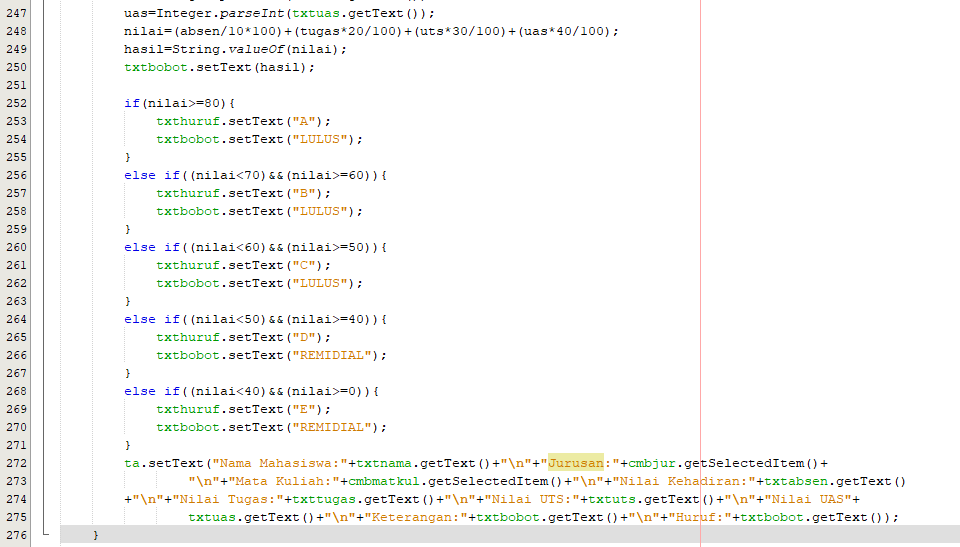 247 uas=Integer.parseInt(txtuas.getText());
248 nilai=(absen/10*100)+(tugas*20/100)+(uts*30/100)+(uas*40/100);
249 hasil=String.valueOf(nilai);
250 txtbobot.setText(hasil);
251
252 if(nilai>=80){
253 txthuruf.setText("A");
254 txtbobot.setText("LULUS");
255 }
256 else if((nilai<70)&&(nilai>=60)){
257 txthuruf.setText("B");
258 txtbobot.setText("LULUS");
259 }
260 else if((nilai<60)&&(nilai>=50)){
261 txthuruf.setText("C");
262 txtbobot.setText("LULUS");
263 }
264 else if((nilai<50)&&(nilai>=40)){
265 txthuruf.setText("D");
266 txtbobot.setText("REMIDIAL");
267 }
268 else if((nilai<40)&&(nilai>=0)){
269 txthuruf.setText("E");
270 txtbobot.setText("REMIDIAL");
271 }
272 ta.setText("Nama Mahasiswa:"+txtnama.getText()+"\n"+"Jurusan:"+cmbjur.getSelectedItem()+
273 "\n"+"Mata Kuliah:"+cmbmatkul.getSelectedItem()+"\n"+"Nilai Kehadiran:"+txtabsen.getText()
274 +"\n"+"Nilai Tugas:"+txttugas.getText()+"\n"+"Nilai UTS:"+txtuts.getText()+"\n"+"Nilai UAS"+
275 txtuas.getText()+"\n"+"Keterangan:"+txtbobot.getText()+"\n"+"Huruf:"+txtbobot.getText());
276 }